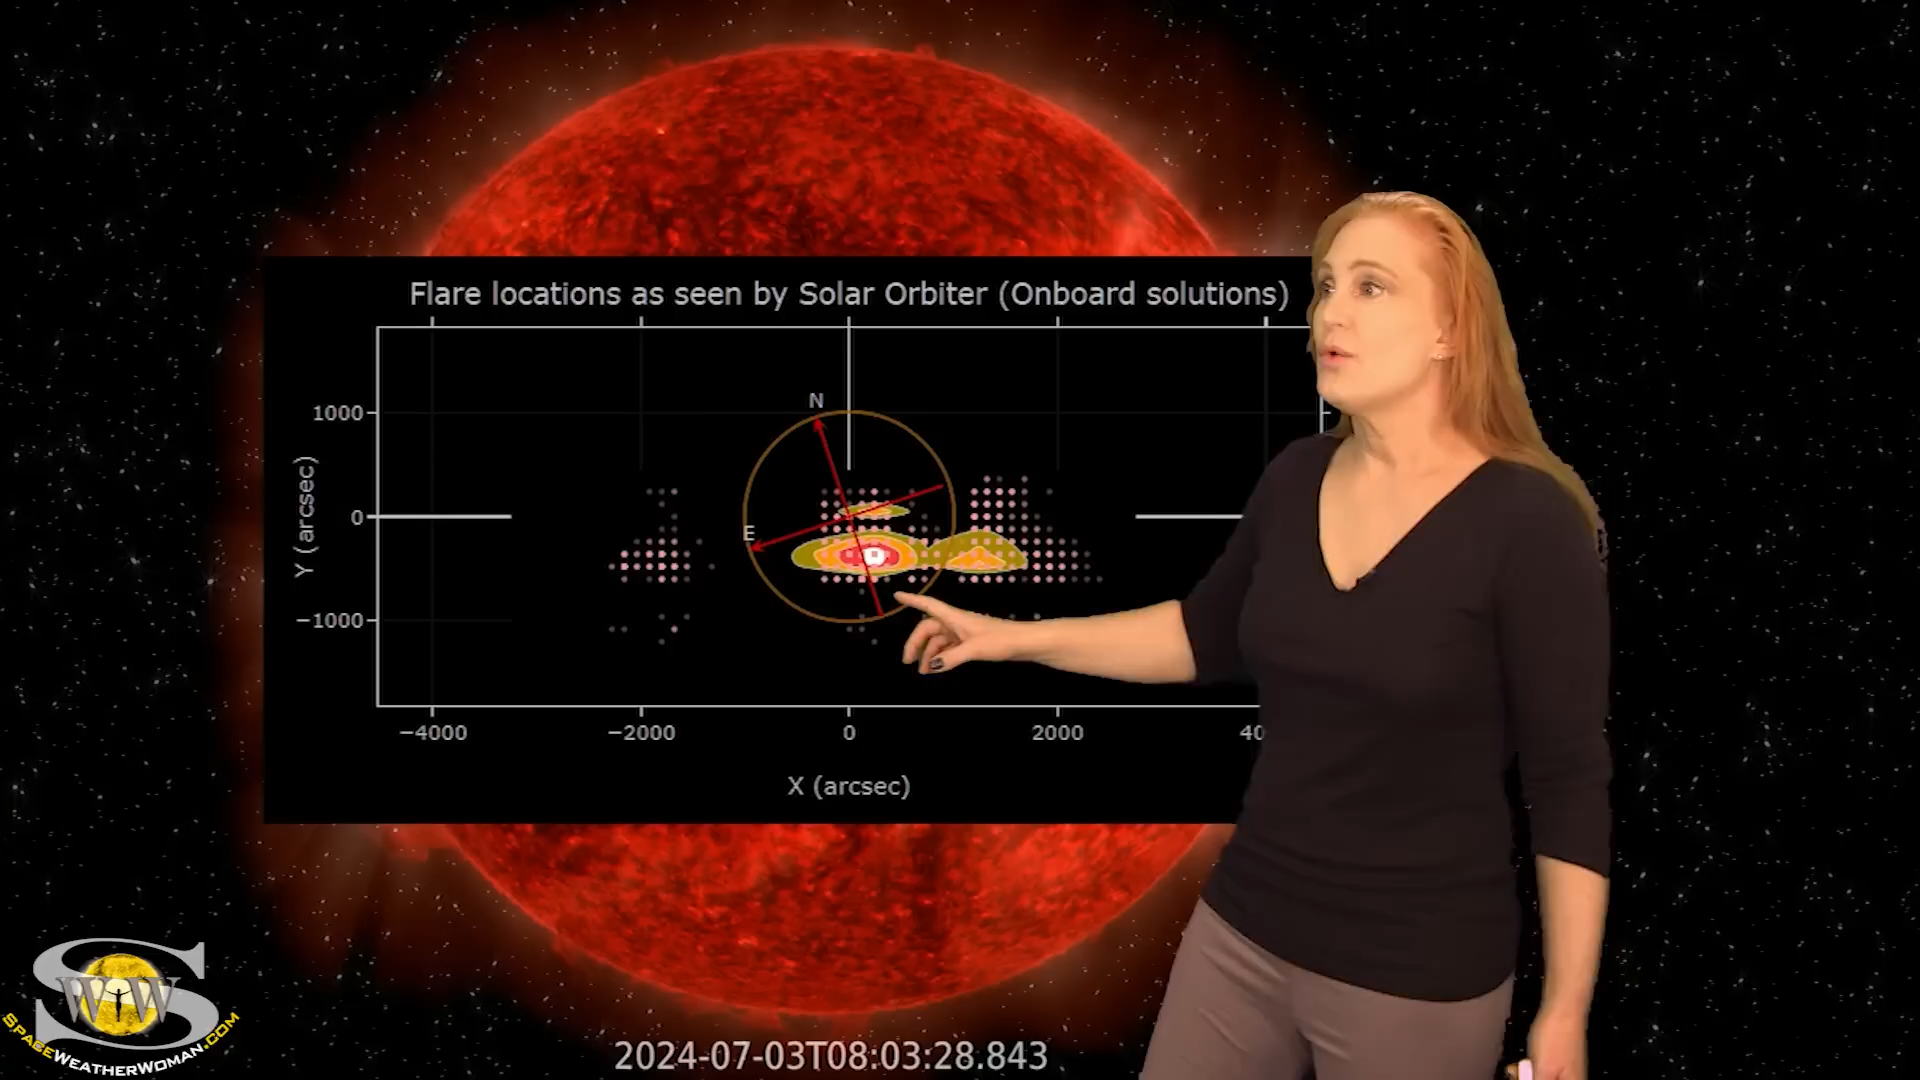 Flare locations as seen by Solar Orbiter (Onboard solutions)
N
1000
Y (arcsec)
0
E
−1000
−4000
−2000
0
2000
40
X (arcsec)
SWW
SPACEWEATHERWOMAN.COM
2024-07-03T08:03:28.843